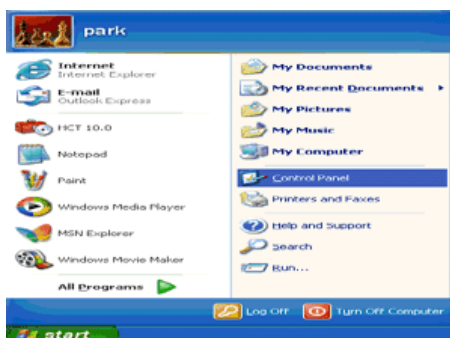 park
Internet
Internet Explorer
E-mail
Outlook Express
HCT 10.0
Notepad
Paint
Windows Media Player
MSN Explorer
Windows Movie Maker
All Programs
My Documents
My Recent Documents
My Pictures
My Music
My Computer
Control Panel
Printers and Faxes
Help and Support
Search
Run...
Log Off
Turn Off Computer
start